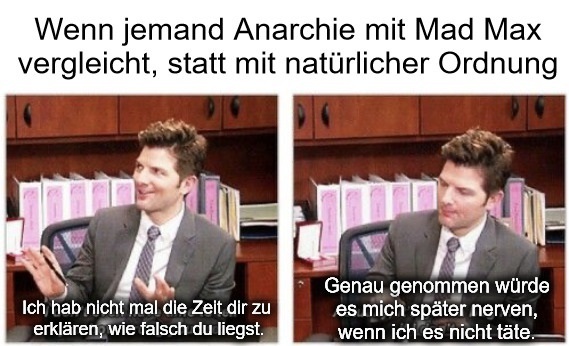 Wenn jemand Anarchie mit Mad Max
vergleicht, statt mit natürlicher Ordnung
Ich hab nicht mal die Zeit dir zu
erklären, wie falsch du liegst.
Genau genommen würde
es mich später nerven,
wenn ich es nicht täte.